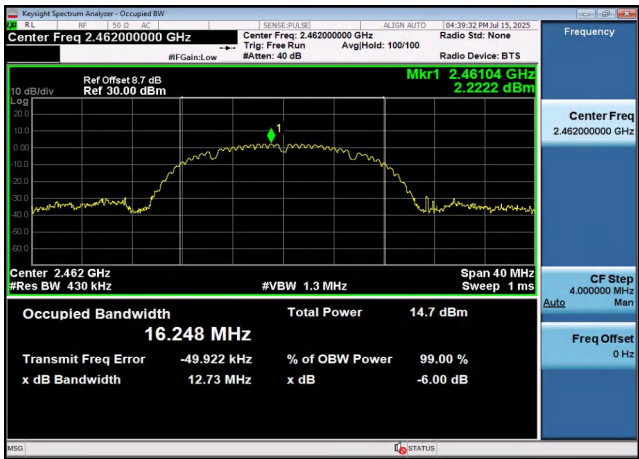 Keysight Spectrum Analyzer - Occupied BW
RL RF 50 Ω AC SENSE:PULSE ALIGN AUTO 04:39:32 PM Jul 15, 2025
Center Freq 2.462000000 GHz
Center Freq: 2.462000000 GHz Radio Std: None
Trig: Free Run Avg|Hold: 100/100
#IFGain:Low #Atten: 40 dB Radio Device: BTS
Frequency
Ref Offset 8.7 dB Mkr1 2.46104 GHz
10 dB/div Ref 30.00 dBm 2.2222 dBm
Log
20.0
10.0
0.00
-10.0
-20.0
-30.0
-40.0
-50.0
-60.0
1
Center 2.462 GHz Span 40 MHz
#Res BW 430 kHz #VBW 1.3 MHz Sweep 1 ms
Occupied Bandwidth Total Power 14.7 dBm
16.248 MHz
Transmit Freq Error -49.922 kHz % of OBW Power 99.00 %
x dB Bandwidth 12.73 MHz x dB -6.00 dB
Center Freq
2.462000000 GHz
CF Step
4.000000 MHz
Auto Man
Freq Offset
0 Hz
MSG STATUS